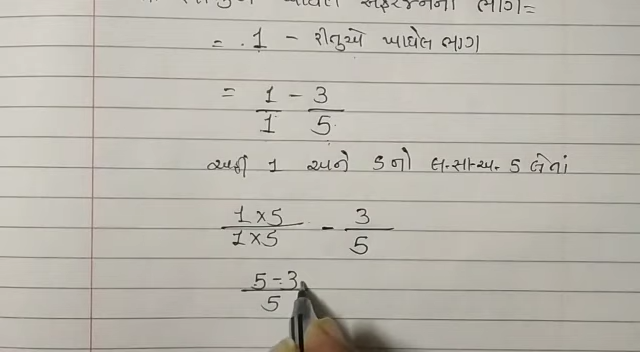 ખાધેલ સફરજનનો ભાગ=
= 1 - રીતુએ ખાધેલ ભાગ
= 1/1 - 3/5
અહીં 1 અને 5નો લ.સા.અ. 5 લેતાં
1×5/1×5 - 3/5
5-3/5